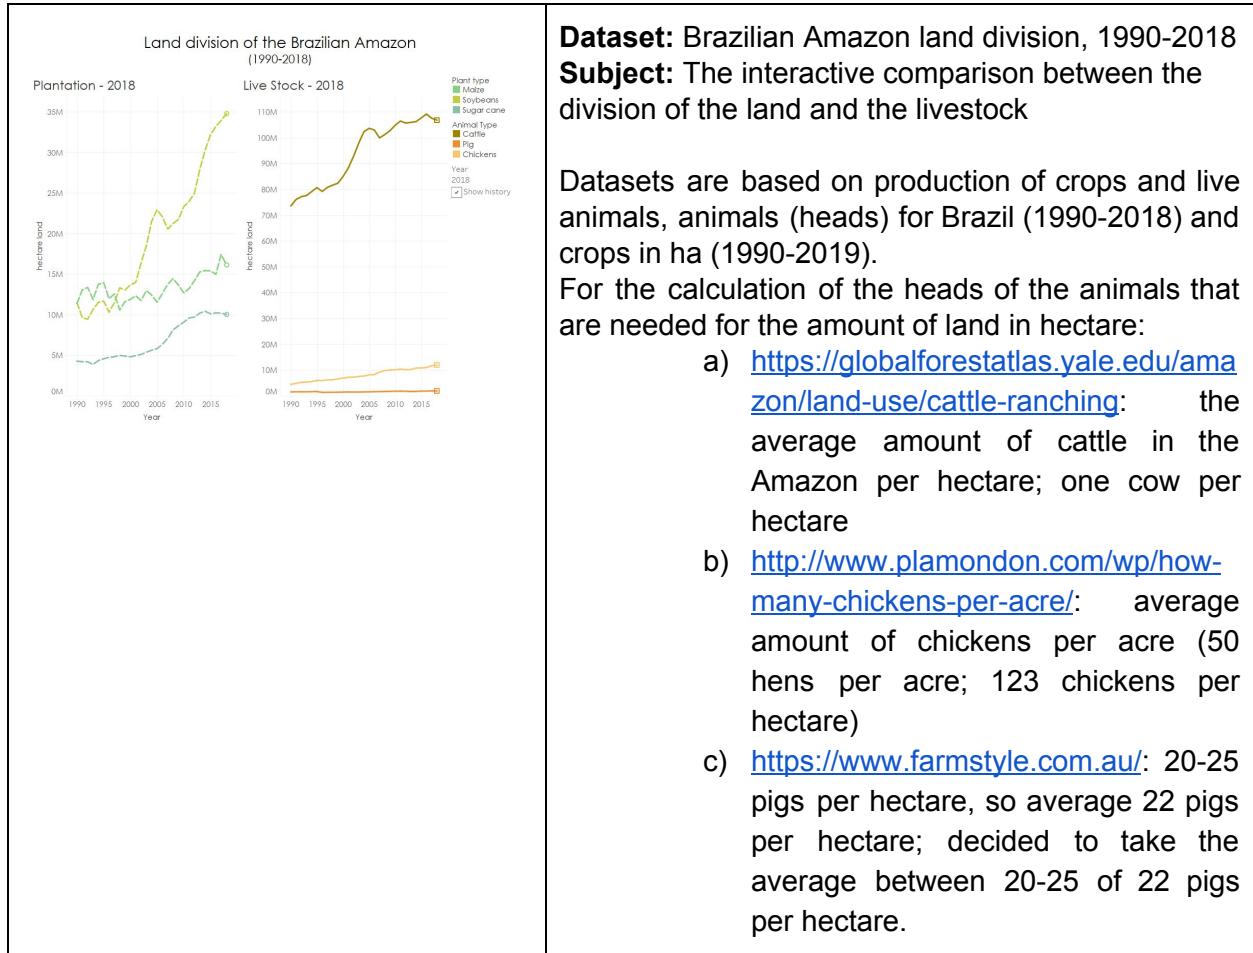 Land division of the Brazilian Amazon
(1990-2018)
Plantation - 2018
Live Stock - 2018
35M
30M
25M
20M
15M
10M
5M
0M
hectare land
1990 1995 2000 2005 2010 2015
Year
110M
100M
90M
80M
70M
60M
50M
40M
30M
20M
10M
0M
hectare land
1990 1995 2000 2005 2010 2015
Year
Plant type
Maize
Soybeans
Sugar cane
Animal Type
Cattle
Pig
Chickens
Year
2018
Show history
Dataset: Brazilian Amazon land division, 1990-2018
Subject: The interactive comparison between the
division of the land and the livestock
Datasets are based on production of crops and live
animals, animals (heads) for Brazil (1990-2018) and
crops in ha (1990-2019).
For the calculation of the heads of the animals that
are needed for the amount of land in hectare:
a) https://globalforestatlas.yale.edu/ama
zon/land-use/cattle-ranching: the
average amount of cattle in the
Amazon per hectare; one cow per
hectare
b) http://www.plamondon.com/wp/how-
many-chickens-per-acre/: average
amount of chickens per acre (50
hens per acre; 123 chickens per
hectare)
c) https://www.farmstyle.com.au/: 20-25
pigs per hectare, so average 22 pigs
per hectare; decided to take the
average between 20-25 of 22 pigs
per hectare.